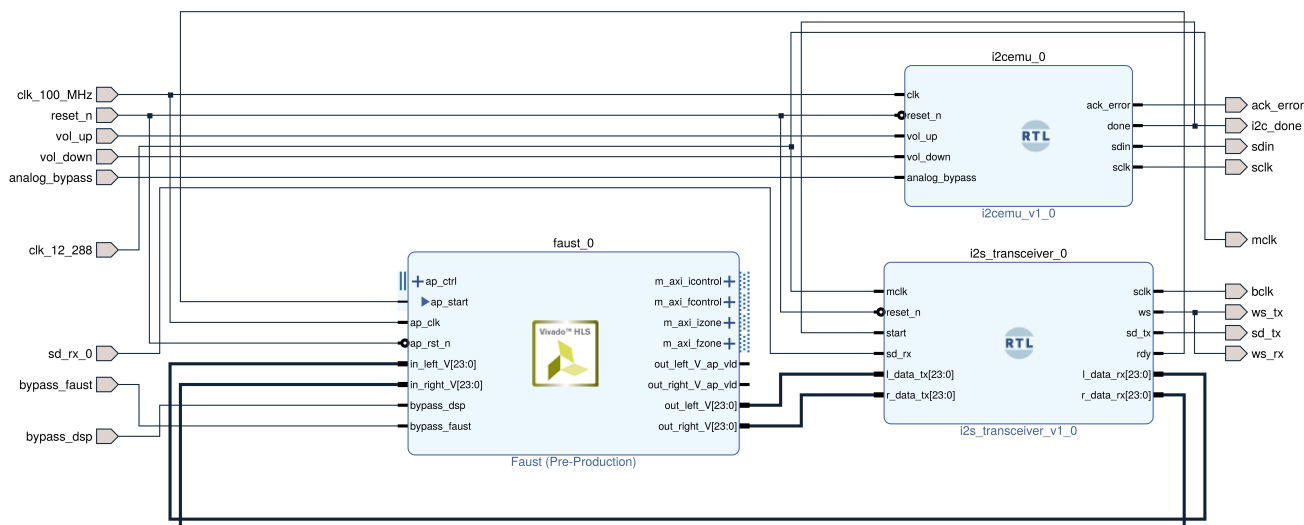 i2cemu_0
clk_100_MHz
clk
ack_error
ack_error
reset_n
reset_n
done
i2c_done
vol_up
vol_up
RTL
sdin
sdin
vol_down
vol_down
sclk
sclk
analog_bypass
analog_bypass
i2cemu_v1_0
clk_12_288
faust_0
mclk
i2s_transceiver_0
ap_ctrl
m_axi_icontrol
mclk
sclk
bclk
ap_start
m_axi_fcontrol
reset_n
ws
ws_tx
ap_clk
m_axi_izone
start
sd_tx
sd_tx
Vivado™ HLS
RTL
ap_rst_n
m_axi_fzone
sd_rx
rdy
ws_rx
sd_rx_0
in_left_V[23:0]
out_left_V_ap_vld
l_data_tx[23:0]
l_data_rx[23:0]
bypass_faust
in_right_V[23:0]
out_right_V_ap_vld
r_data_tx[23:0]
r_data_rx[23:0]
bypass_dsp
out_left_V[23:0]
bypass_dsp
bypass_faust
out_right_V[23:0]
i2s_transceiver_v1_0
Faust (Pre-Production)